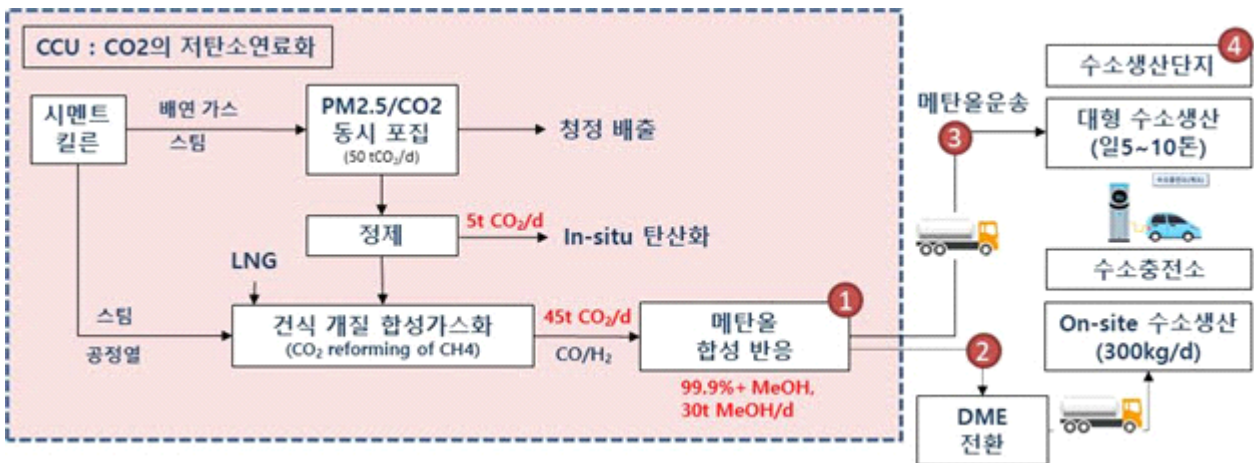 CCU : CO2의 저탄소연료화
시멘트
킬른
배연 가스
스팀
PM2.5/CO2
동시 포집
(50 tCO₂/d)
청정 배출
정제
5t CO₂/d
In-situ 탄산화
LNG
스팀
공정열
건식 개질 합성가스화
(CO₂ reforming of CH4)
45t CO₂/d
CO/H₂
1
메탄올
합성 반응
99.9%+ MeOH,
30t MeOH/d
2
DME
전환
메탄올운송
3
4
수소생산단지
대형 수소생산
(일5~10돈)
수소충전소
On-site 수소생산
(300kg/d)